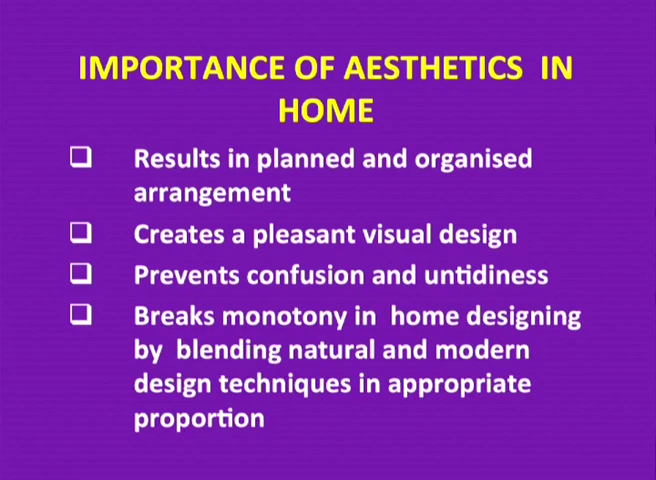 IMPORTANCE OF AESTHETICS IN
HOME
❑ Results in planned and organised
arrangement
❑ Creates a pleasant visual design
❑ Prevents confusion and untidiness
❑ Breaks monotony in home designing
by blending natural and modern
design techniques in appropriate
proportion